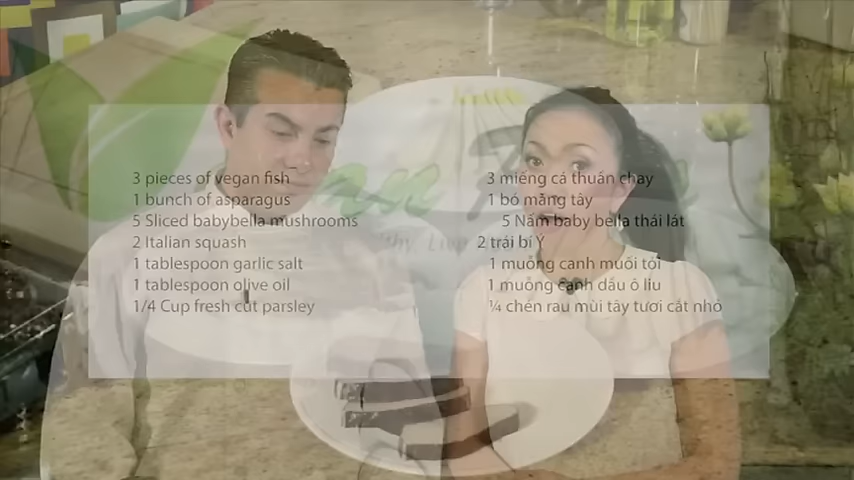 3 pieces of vegan fish
1 bunch of asparagus
5 Sliced babybella mushrooms
2 Italian squash
1 tablespoon garlic salt
1 tablespoon olive oil
1/4 Cup fresh cut parsley
3 miếng cá thuần chay
1 bó măng tây
5 Nấm baby bella thái lát
2 trái bí Ý
1 muỗng canh muối tỏi
1 muỗng canh dầu ô liu
¼ chén rau mùi tây tươi cắt nhỏ